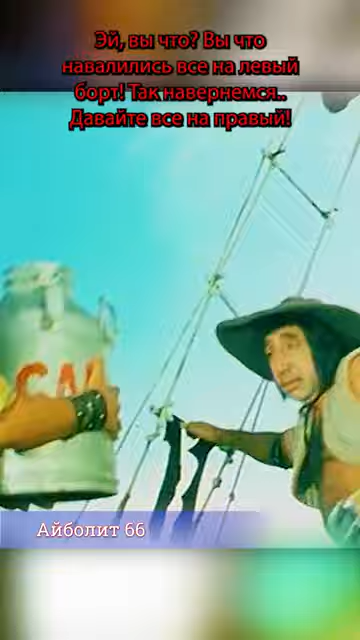 Эй, вы что? Вы что
навалились все на левый
борт! Так навернемся..
Давайте все на правый!
Айболит 66